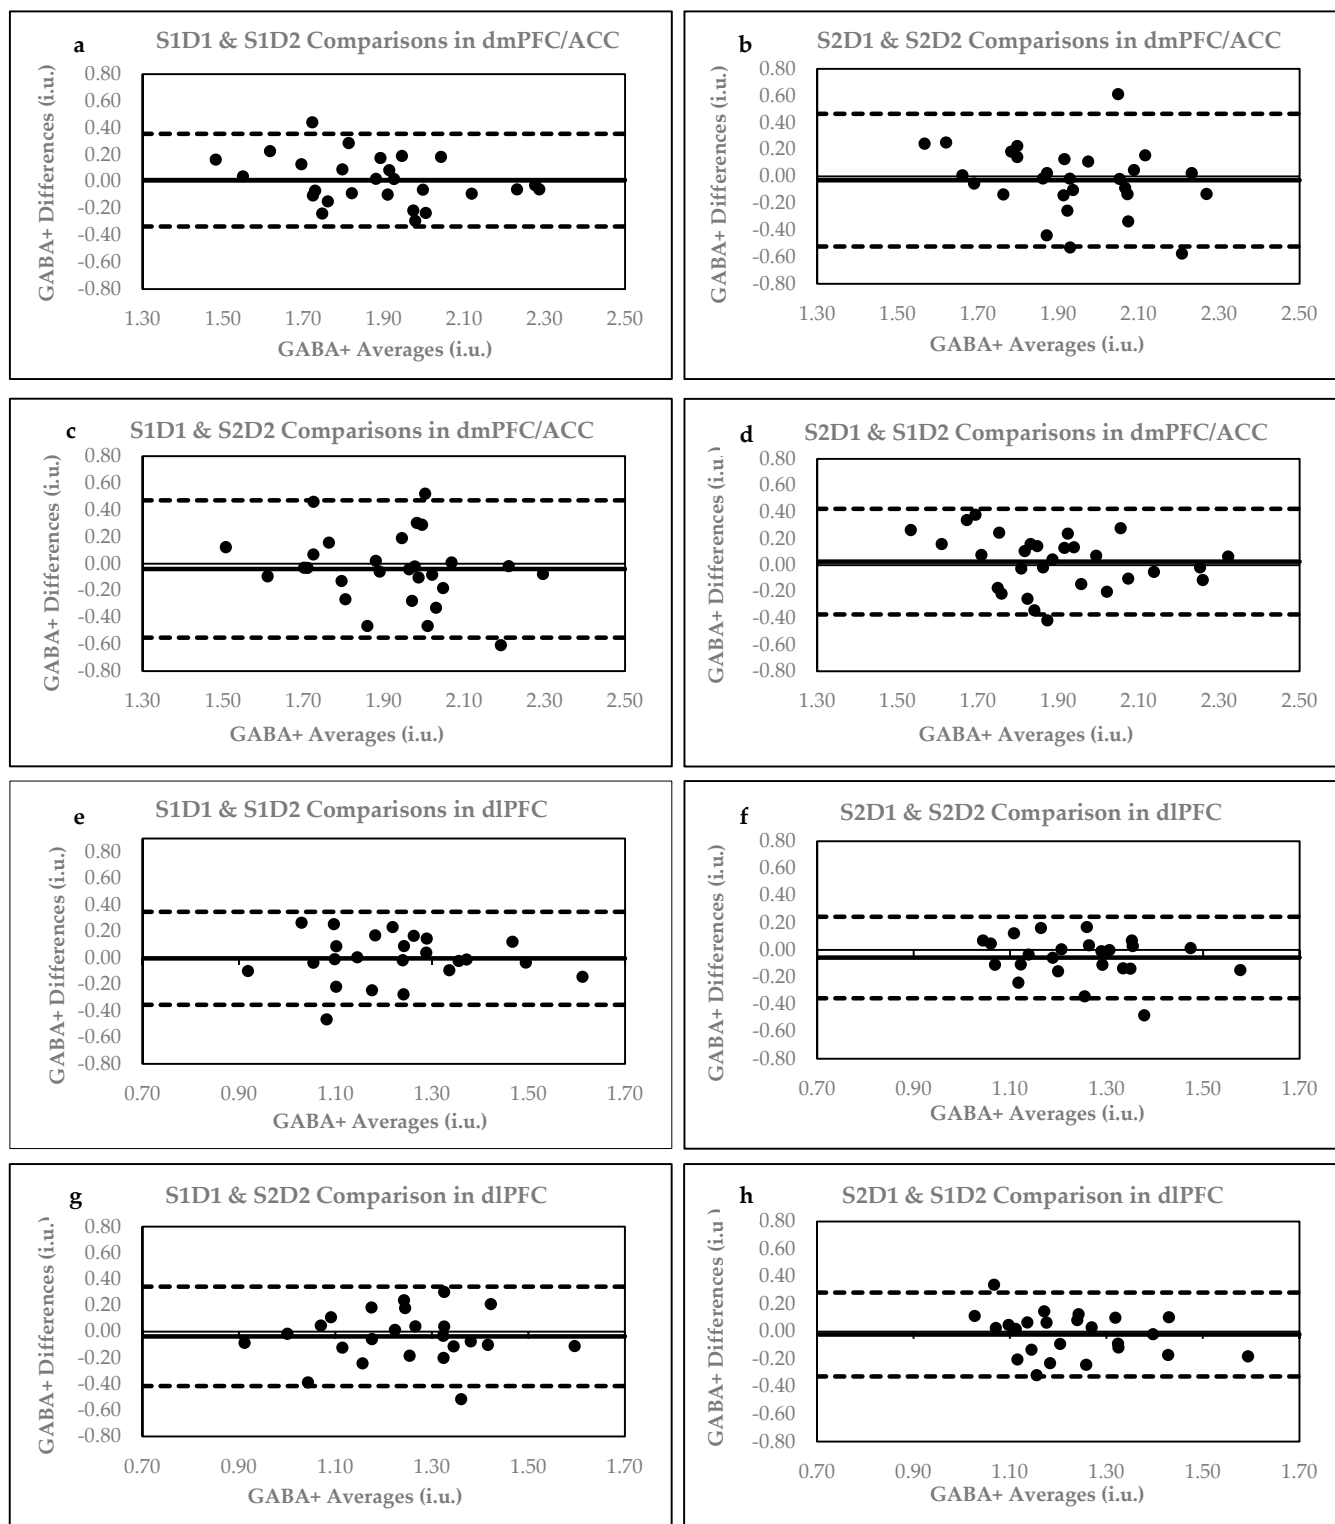 a S1D1 & S1D2 Comparisons in dmPFC/ACC
GABA+ Differences (i.u.)
0.80
0.60
0.40
0.20
0.00
-0.20
-0.40
-0.60
-0.80
1.30 1.50 1.70 1.90 2.10 2.30 2.50
GABA+ Averages (i.u.)
b S2D1 & S2D2 Comparisons in dmPFC/ACC
GABA+ Differences (i.u.)
0.80
0.60
0.40
0.20
0.00
-0.20
-0.40
-0.60
-0.80
1.30 1.50 1.70 1.90 2.10 2.30 2.50
GABA+ Averages (i.u.)
c S1D1 & S2D2 Comparisons in dmPFC/ACC
GABA+ Differences (i.u.)
0.80
0.60
0.40
0.20
0.00
-0.20
-0.40
-0.60
-0.80
1.30 1.50 1.70 1.90 2.10 2.30 2.50
GABA+ Averages (i.u.)
d S2D1 & S1D2 Comparisons in dmPFC/ACC
GABA+ Differences (i.u.)
0.80
0.60
0.40
0.20
0.00
-0.20
-0.40
-0.60
-0.80
1.30 1.50 1.70 1.90 2.10 2.30 2.50
GABA+ Averages (i.u.)
e S1D1 & S1D2 Comparisons in dlPFC
GABA+ Differences (i.u.)
0.80
0.60
0.40
0.20
0.00
-0.20
-0.40
-0.60
-0.80
0.70 0.90 1.10 1.30 1.50 1.70
GABA+ Averages (i.u.)
f S2D1 & S2D2 Comparison in dlPFC
GABA+ Differences (i.u.)
0.80
0.60
0.40
0.20
0.00
-0.20
-0.40
-0.60
-0.80
0.70 0.90 1.10 1.30 1.50 1.70
GABA+ Averages (i.u.)
g S1D1 & S2D2 Comparison in dlPFC
GABA+ Differences (i.u.)
0.80
0.60
0.40
0.20
0.00
-0.20
-0.40
-0.60
-0.80
0.70 0.90 1.10 1.30 1.50 1.70
GABA+ Averages (i.u.)
h S2D1 & S1D2 Comparison in dlPFC
GABA+ Differences (i.u.)
0.80
0.60
0.40
0.20
0.00
-0.20
-0.40
-0.60
-0.80
0.70 0.90 1.10 1.30 1.50 1.70
GABA+ Averages (i.u.)